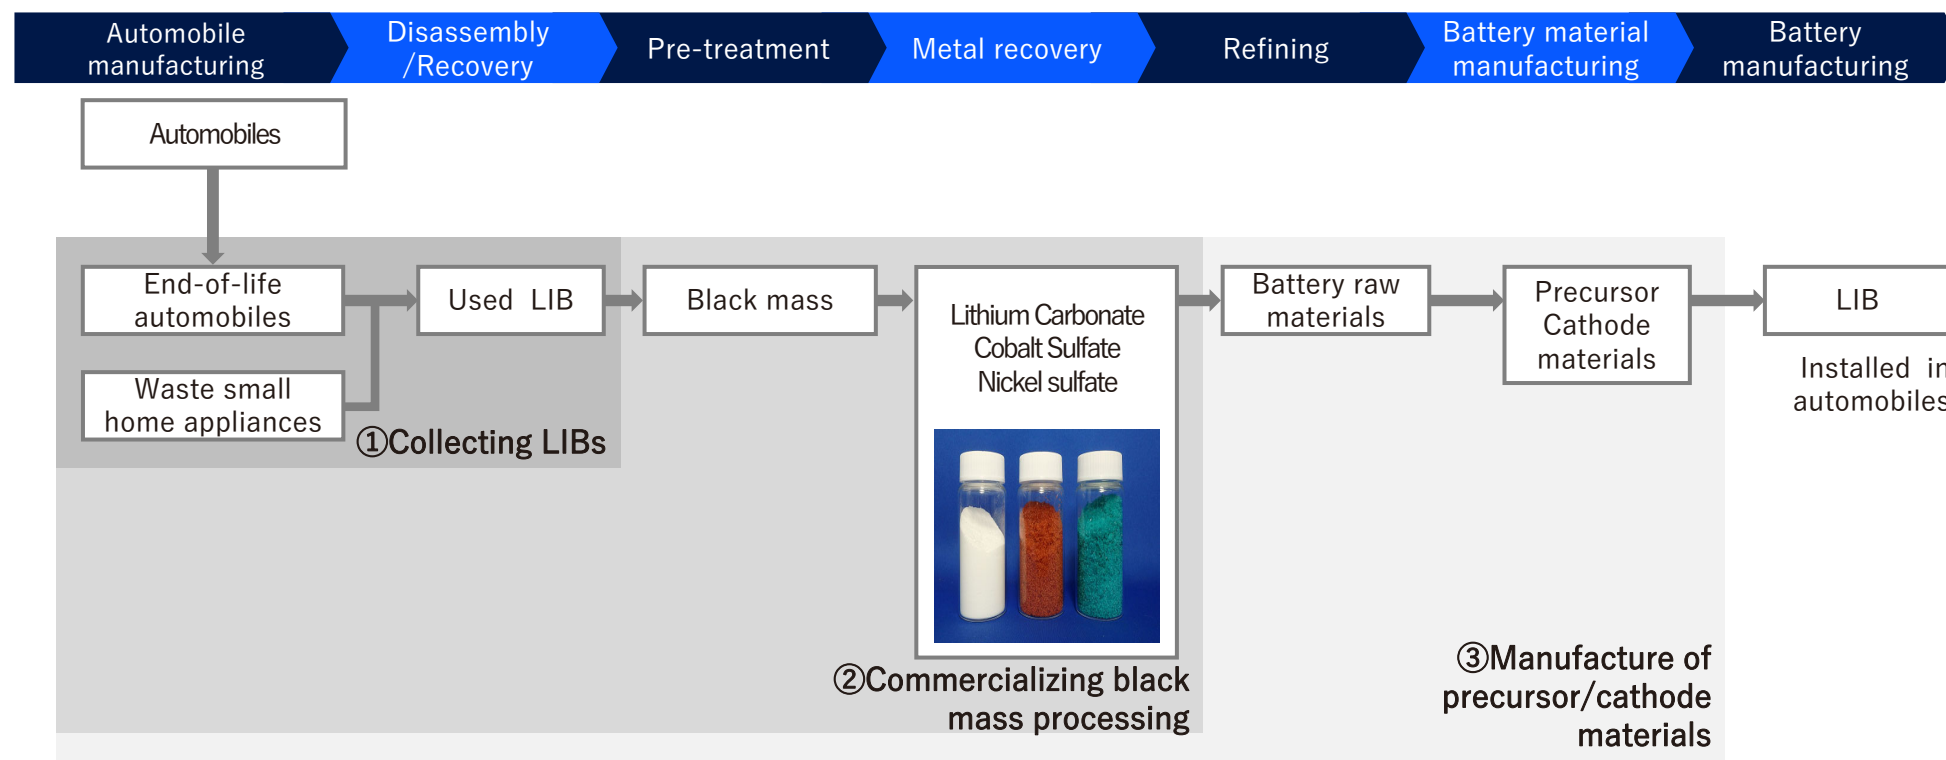 Automobile
manufacturing
Disassembly
/Recovery
Pre-treatment
Metal recovery
Refining
Battery material
manufacturing
Battery
manufacturing
Automobiles
End-of-life
automobiles
Used LIB
Black mass
Lithium Carbonate
Cobalt Sulfate
Nickel sulfate
Battery raw
materials
Precursor
Cathode
materials
LIB
Installed in
automobiles
Waste small
home appliances
①Collecting LIBs
②Commercializing black
mass processing
③Manufacture of
precursor/cathode
materials